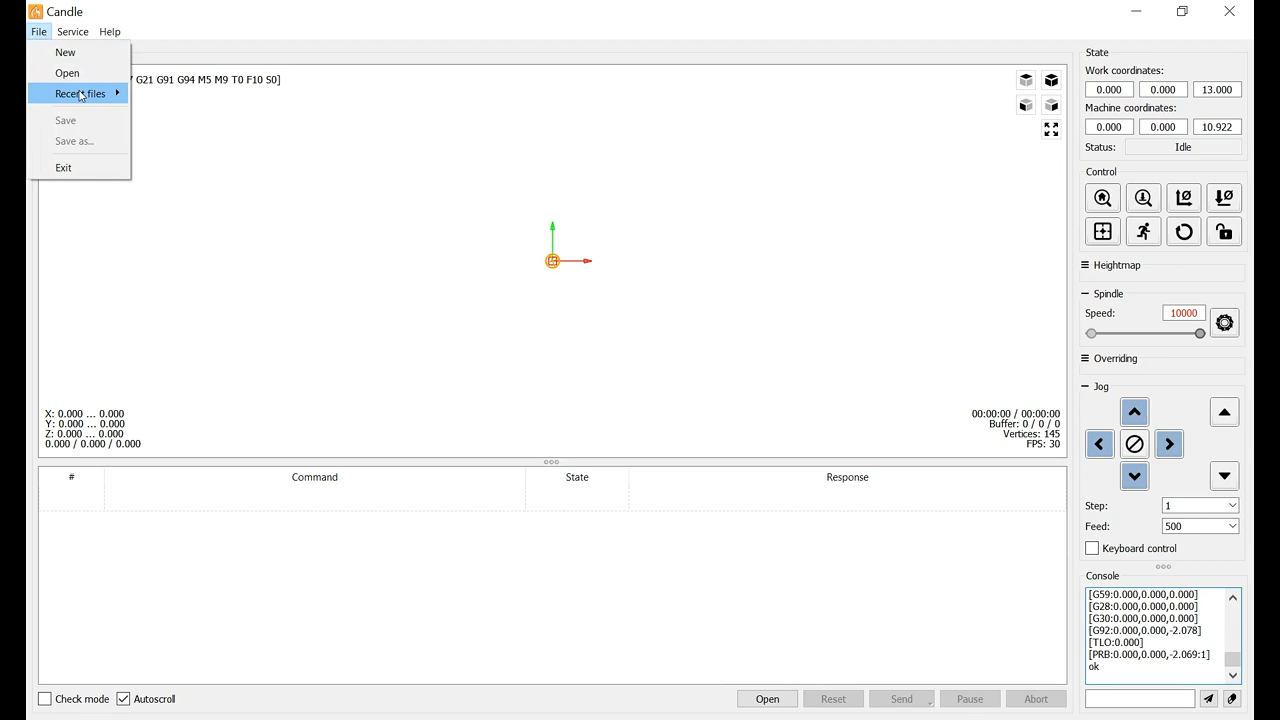 Candle
File Service Help
New
Open
Recent files
Save
Save as...
Exit
G21 G91 G94 M5 M9 T0 F10 S0]
X: 0.000 ... 0.000
Y: 0.000 ... 0.000
Z: 0.000 ... 0.000
0.000 / 0.000 / 0.000
00:00:00 / 00:00:00
Buffer: 0 / 0 / 0
Vertices: 145
FPS: 30
# Command State Response
Check mode Autoscroll Open Reset Send Pause Abort
State
Work coordinates:
0.000 0.000 13.000
Machine coordinates:
0.000 0.000 10.922
Status: Idle
Control
Heightmap
Spindle
Speed: 10000
Overriding
Jog
Step: 1
Feed: 500
Keyboard control
Console
[G59:0.000,0.000,0.000]
[G28:0.000,0.000,0.000]
[G30:0.000,0.000,0.000]
[G92:0.000,0.000,-2.078]
[TLO:0.000]
[PRB:0.000,0.000,-2.069:1]
ok